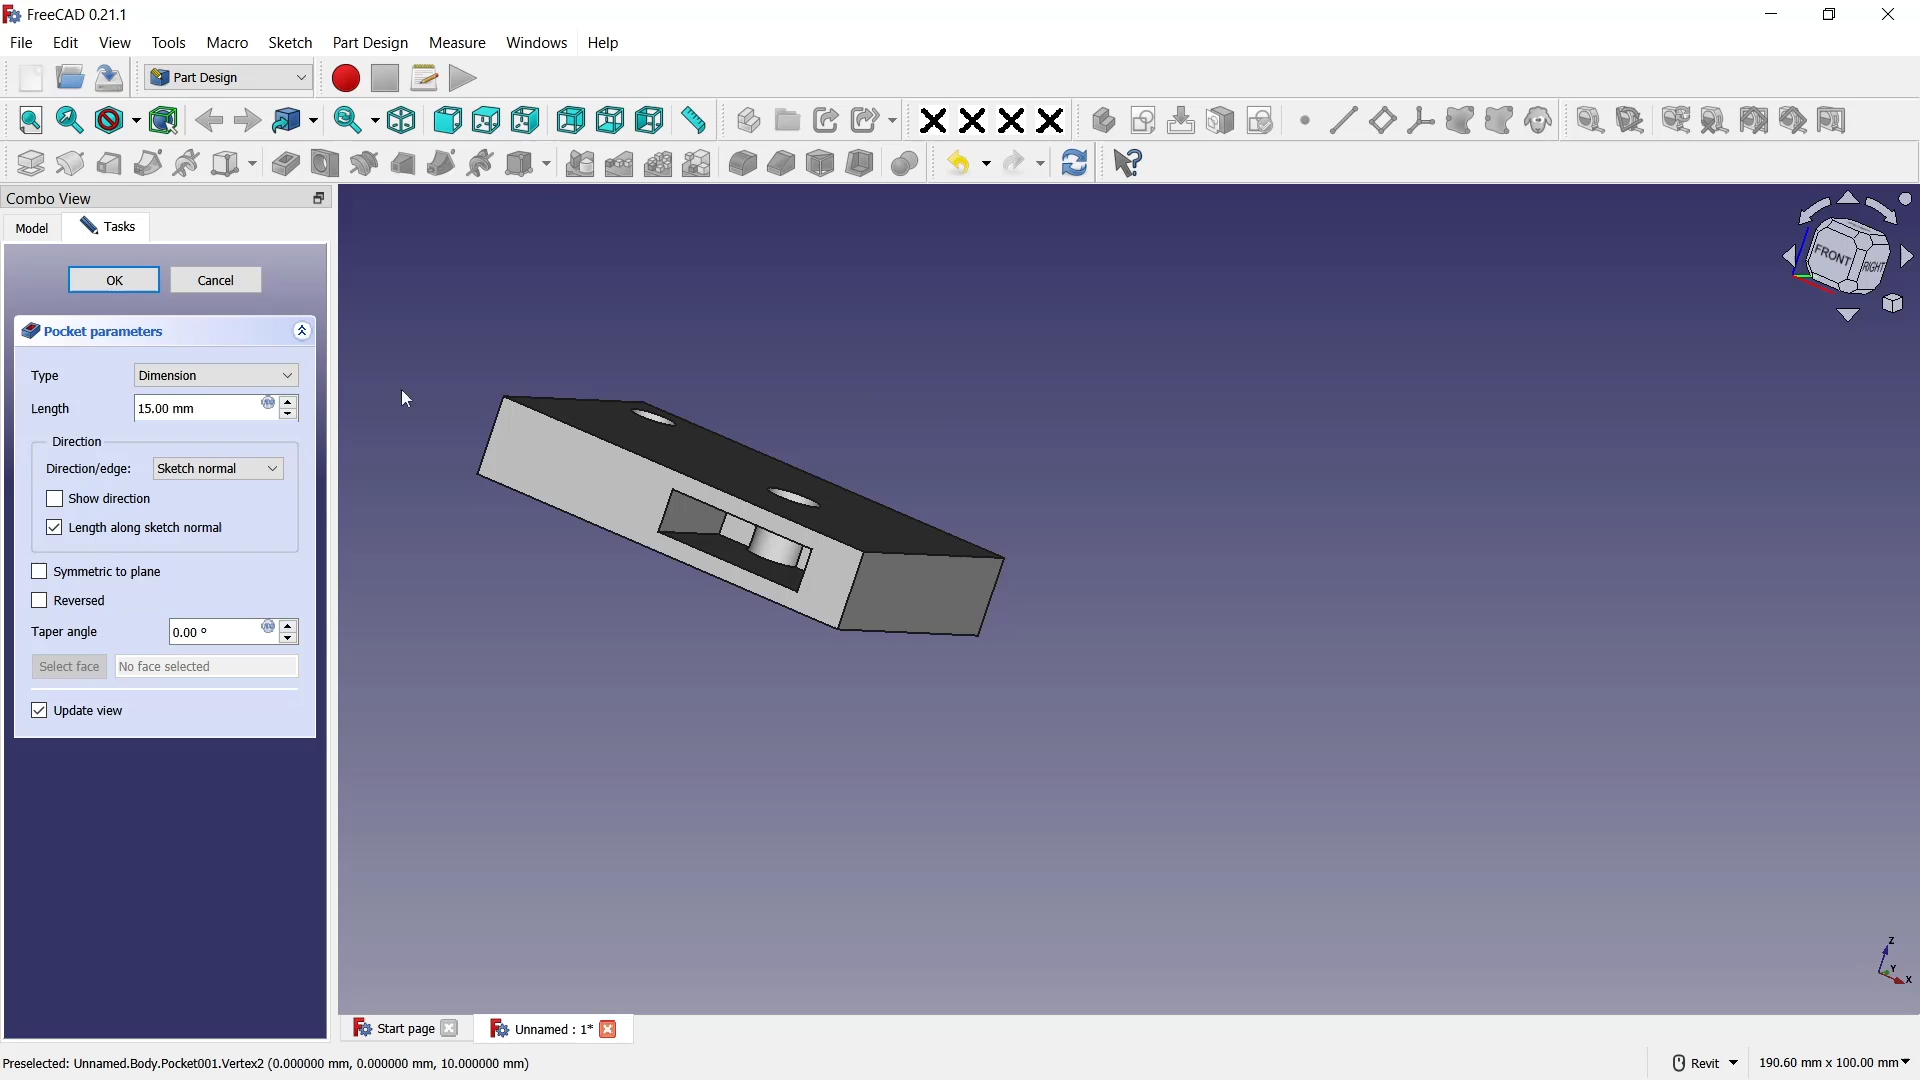 FreeCAD 0.21.1
File Edit View Tools Macro Sketch Part Design Measure Windows Help
Part Design
Combo View
Model Tasks
OK Cancel
Pocket parameters
Type Dimension
Length 15.00 mm
Direction
Direction/edge: Sketch normal
Show direction
Length along sketch normal
Symmetric to plane
Reversed
Taper angle 0.00 °
Select face No face selected
Update view
FRONT RIGHT
Z
Y
X
Start page Unnamed : 1*
Preselected: Unnamed.Body.Pocket001.Vertex2 (0.000000 mm, 0.000000 mm, 10.000000 mm) Revit 190.60 mm x 100.00 mm